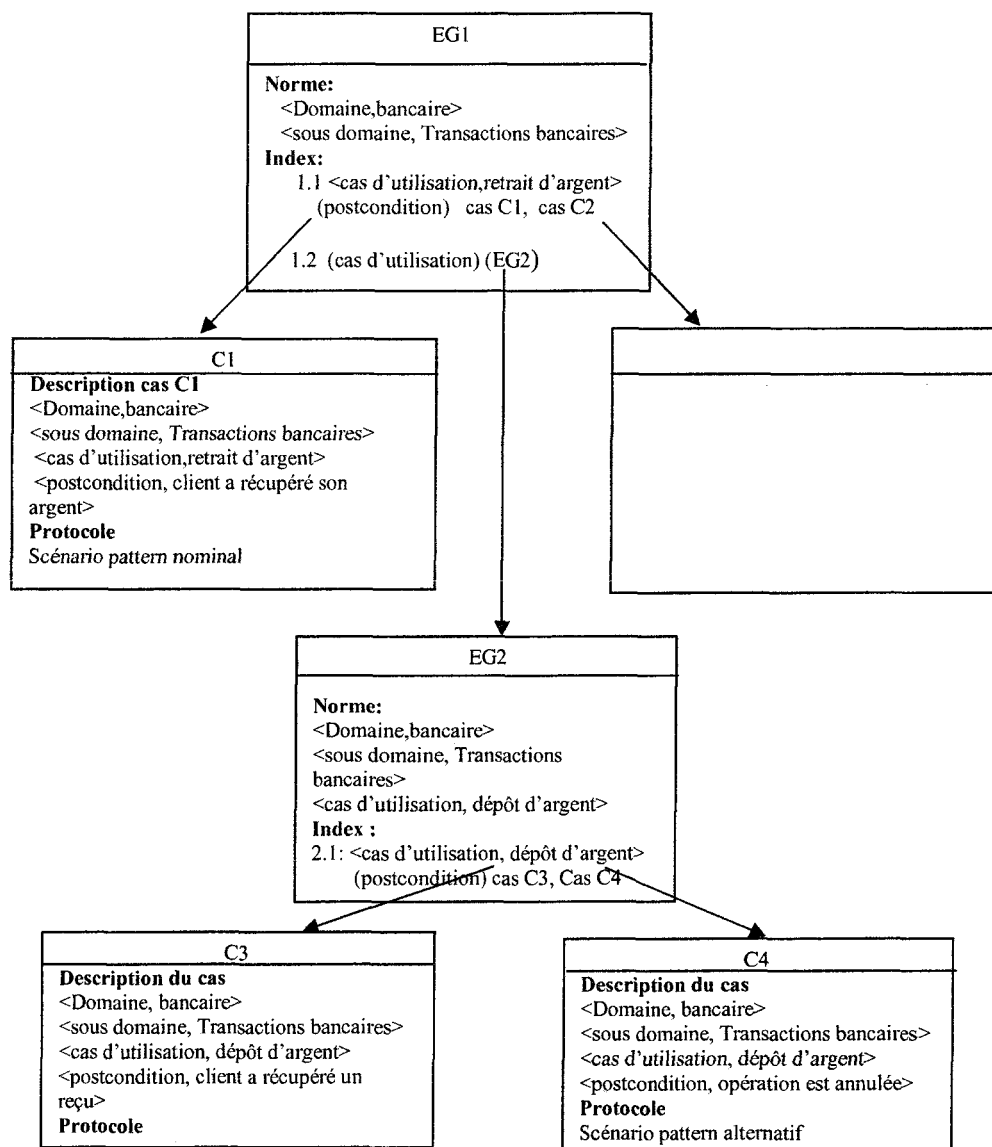 EG1
Norme:
<Domaine,bancaire>
<sous domaine, Transactions bancaires>
Index:
1.1 <cas d'utilisation,retrait d'argent>
(postcondition) cas C1, cas C2
1.2 (cas d'utilisation) (EG2)
C1
Description cas C1
<Domaine,bancaire>
<sous domaine, Transactions bancaires>
<cas d'utilisation,retrait d'argent>
<postcondition, client a récupéré son
argent>
Protocole
Scénario pattern nominal
EG2
Norme:
<Domaine,bancaire>
<sous domaine, Transactions
bancaires>
<cas d'utilisation, dépôt d'argent>
Index :
2.1: <cas d'utilisation, dépôt d'argent>
(postcondition) cas C3, Cas C4
C3
Description du cas
<Domaine, bancaire>
<sous domaine, Transactions bancaires>
<cas d'utilisation, dépôt d'argent>
<postcondition, client a récupéré un
reçu>
Protocole
C4
Description du cas
<Domaine, bancaire>
<sous domaine, Transactions bancaires>
<cas d'utilisation, dépôt d'argent>
<postcondition, opération est annulée>
Protocole
Scénario pattern alternatif